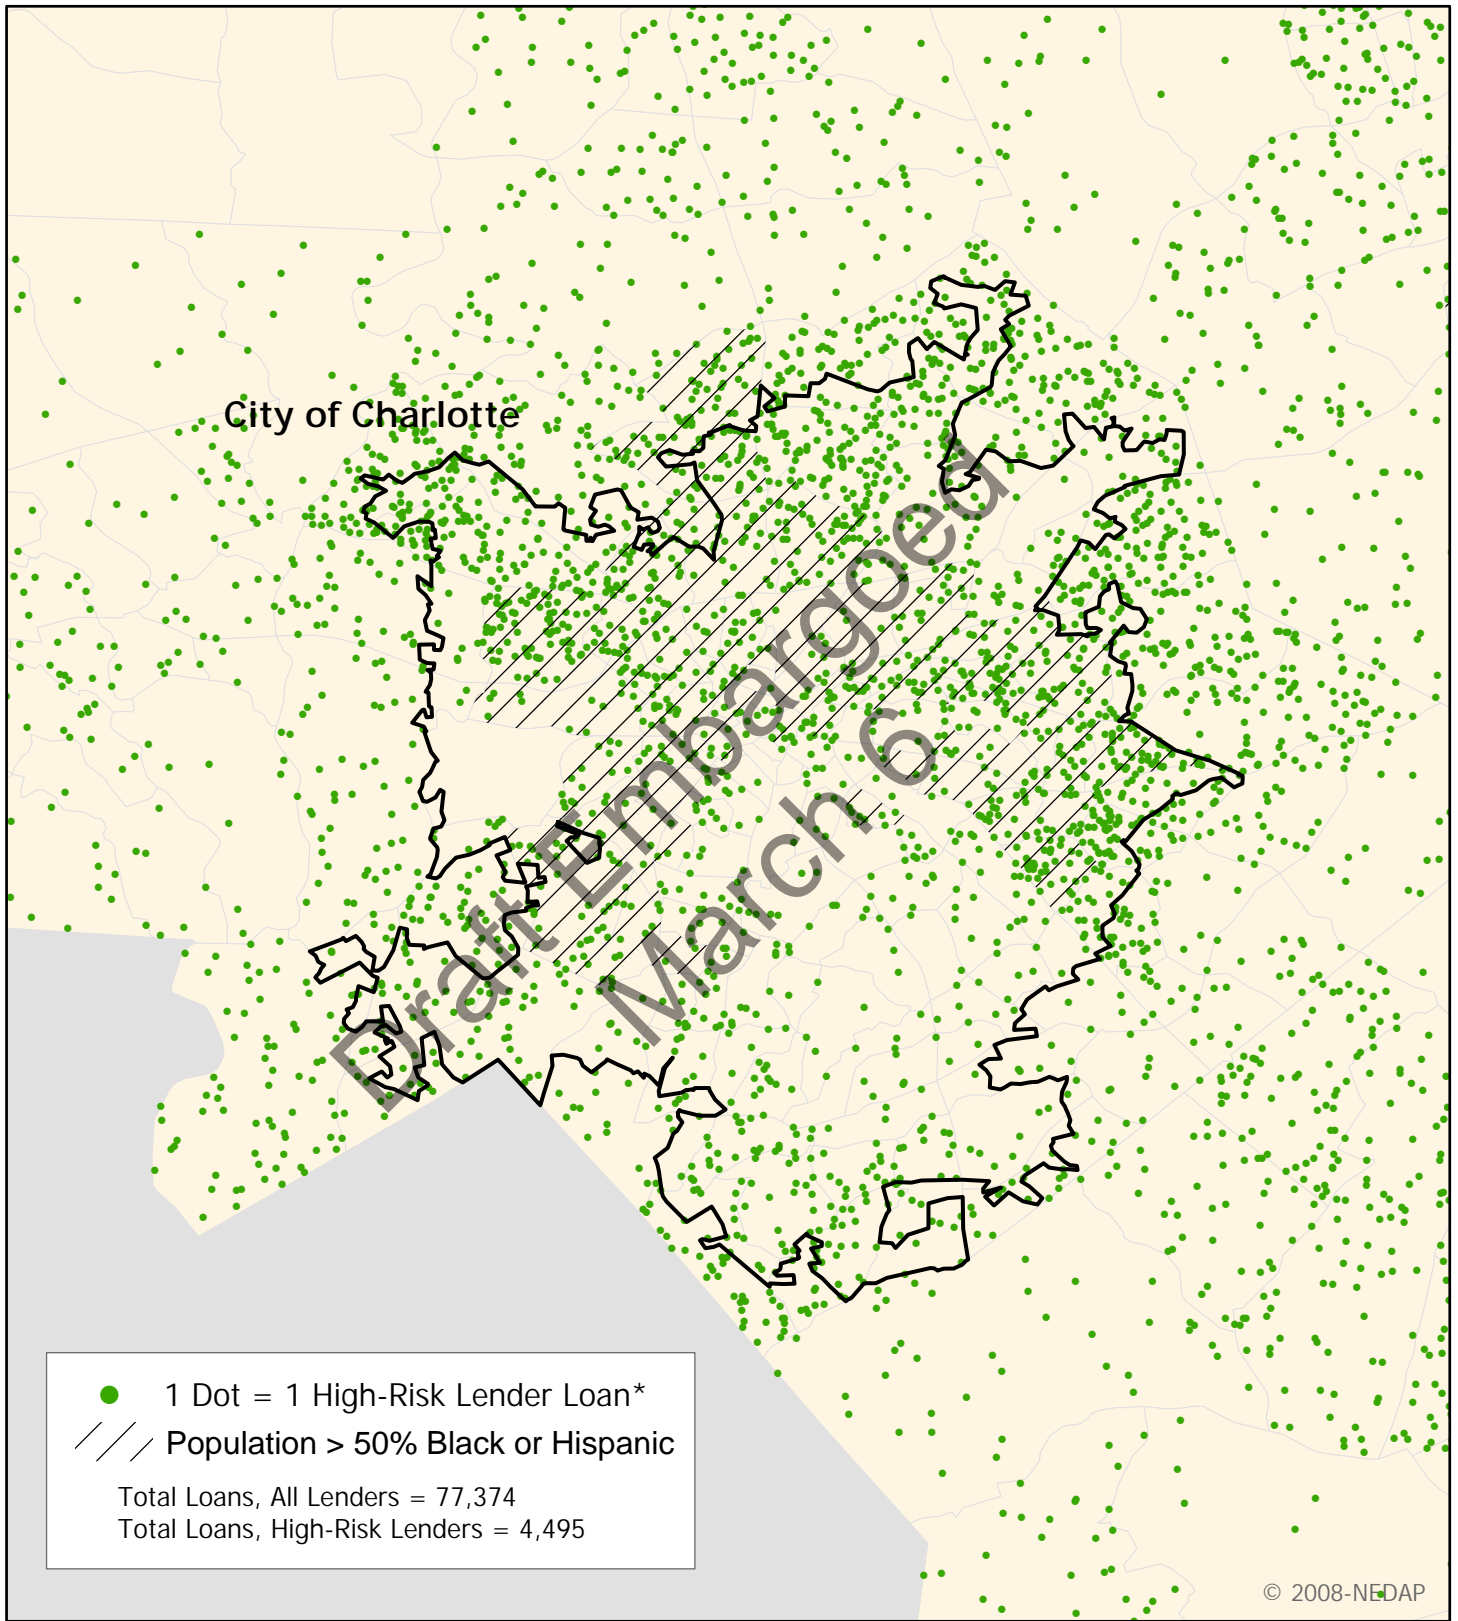 City of Charlotte
Draft Embargoed
March 6
1 Dot = 1 High-Risk Lender Loan*
Population > 50% Black or Hispanic
Total Loans, All Lenders = 77,374
Total Loans, High-Risk Lenders = 4,495
© 2008-NEDAP